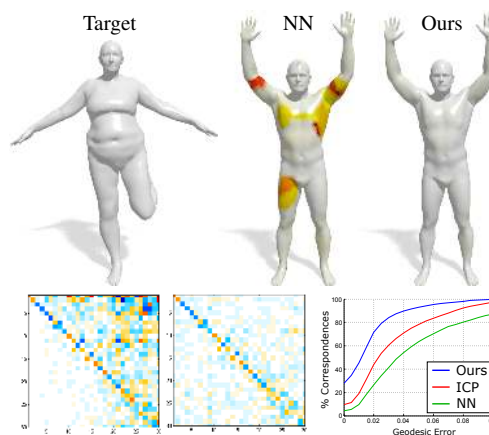 Target NN Ours
100
80
60
40
20
0
% Correspondences
0 0.02 0.04 0.06 0.08
Geodesic Error
Ours
ICP
NN